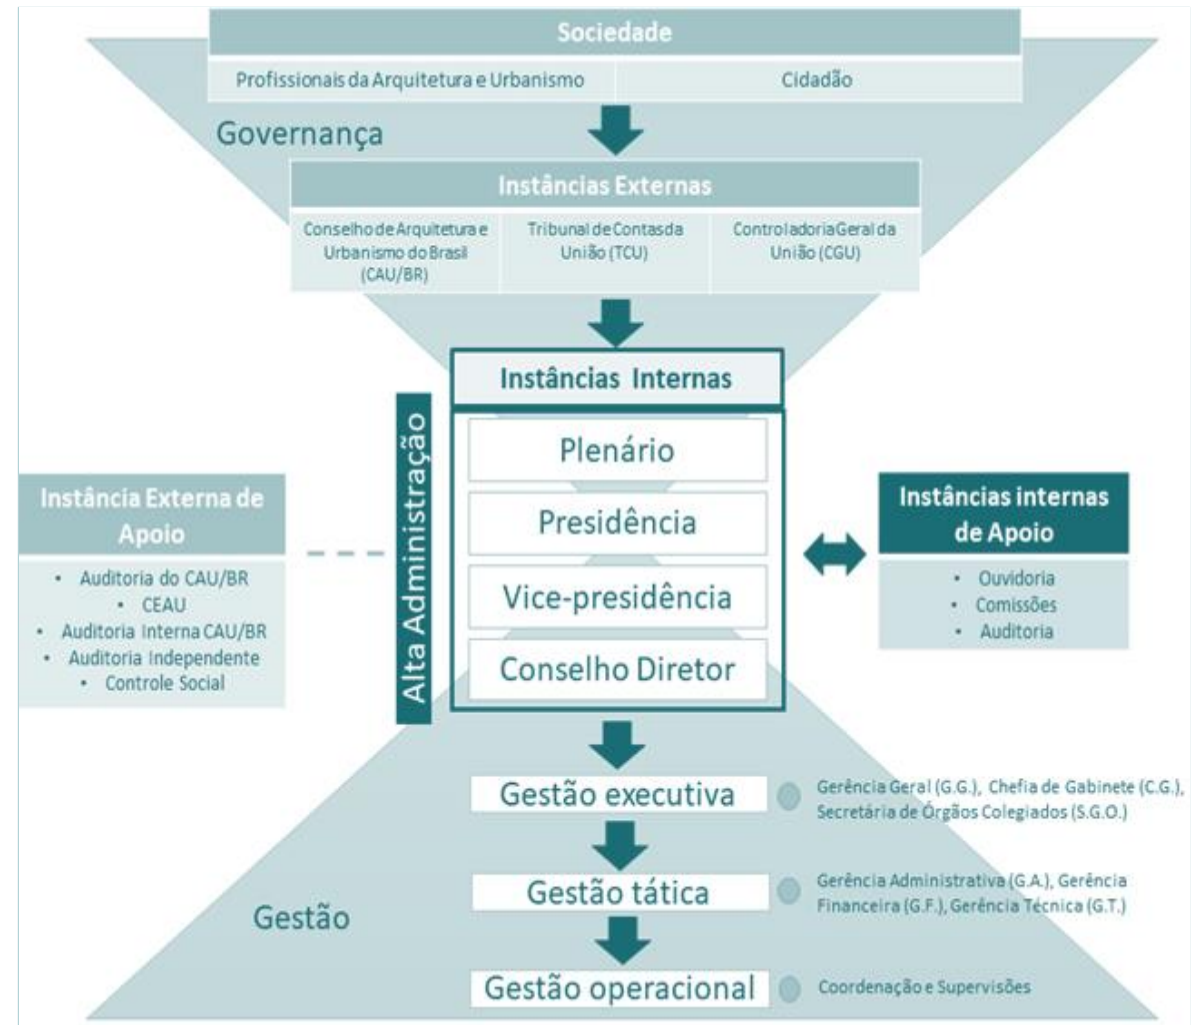 Sociedade
Profissionais da Arquitetura e Urbanismo
Cidadão
Governança
Instâncias Externas
Conselho de Arquitetura e
Urbanismo do Brasil
(CAU/BR)
Tribunal de Contas da
União (TCU)
Controladoria Geral da
União (CGU)
Instâncias Internas
Alta Administração
Plenário
Presidência
Vice-presidência
Conselho Diretor
Instância Externa de
Apoio
• Auditoria do CAU/BR
• CEAU
• Auditoria Interna CAU/BR
• Auditoria Independente
• Controle Social
Instâncias internas
de Apoio
• Ouvidoria
• Comissões
• Auditoria
Gestão
Gestão executiva
Gerência Geral (G.G.), Chefia de Gabinete (C.G.),
Secretária de Órgãos Colegiados (S.G.O.)
Gestão tática
Gerência Administrativa (G.A.), Gerência
Financeira (G.F.), Gerência Técnica (G.T.)
Gestão operacional
Coordenação e Supervisões